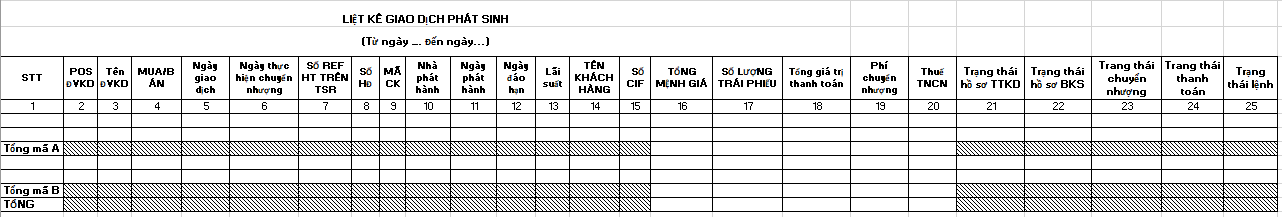 LIỆT KÊ GIAO DỊCH PHÁT SINH
(Từ ngày .... Đến ngày...)
STT POS ĐVKD Tên ĐVKD MUA/BÁN Ngày giao dịch Ngày thực hiện chuyển nhượng Số REF HT TRÊN TSR Số HĐ MÃ CK Nhà phát hành Ngày phát hành Ngày đáo hạn Lãi suất TÊN KHÁCH HÀNG Số CIF TỔNG MỆNH GIÁ SỐ LƯỢNG TRÁI PHIẾU Tổng giá trị thanh toán Phí chuyển nhượng Thuế TNCN Trạng thái hồ sơ TTKD Trạng thái hồ sơ BKS Trạng thái chuyển nhượng Trạng thái thanh toán Trạng thái lệnh
1 2 3 4 5 6 7 8 9 10 11 12 13 14 15 16 17 18 19 20 21 22 23 24 25
Tổng mã A
Tổng mã B
TỔNG